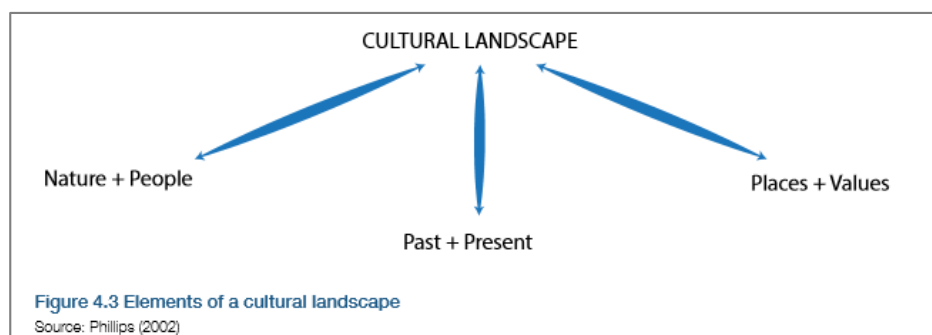 CULTURAL LANDSCAPE
Nature + People
Places + Values
Past + Present
Figure 4.3 Elements of a cultural landscape
Source: Phillips (2002)